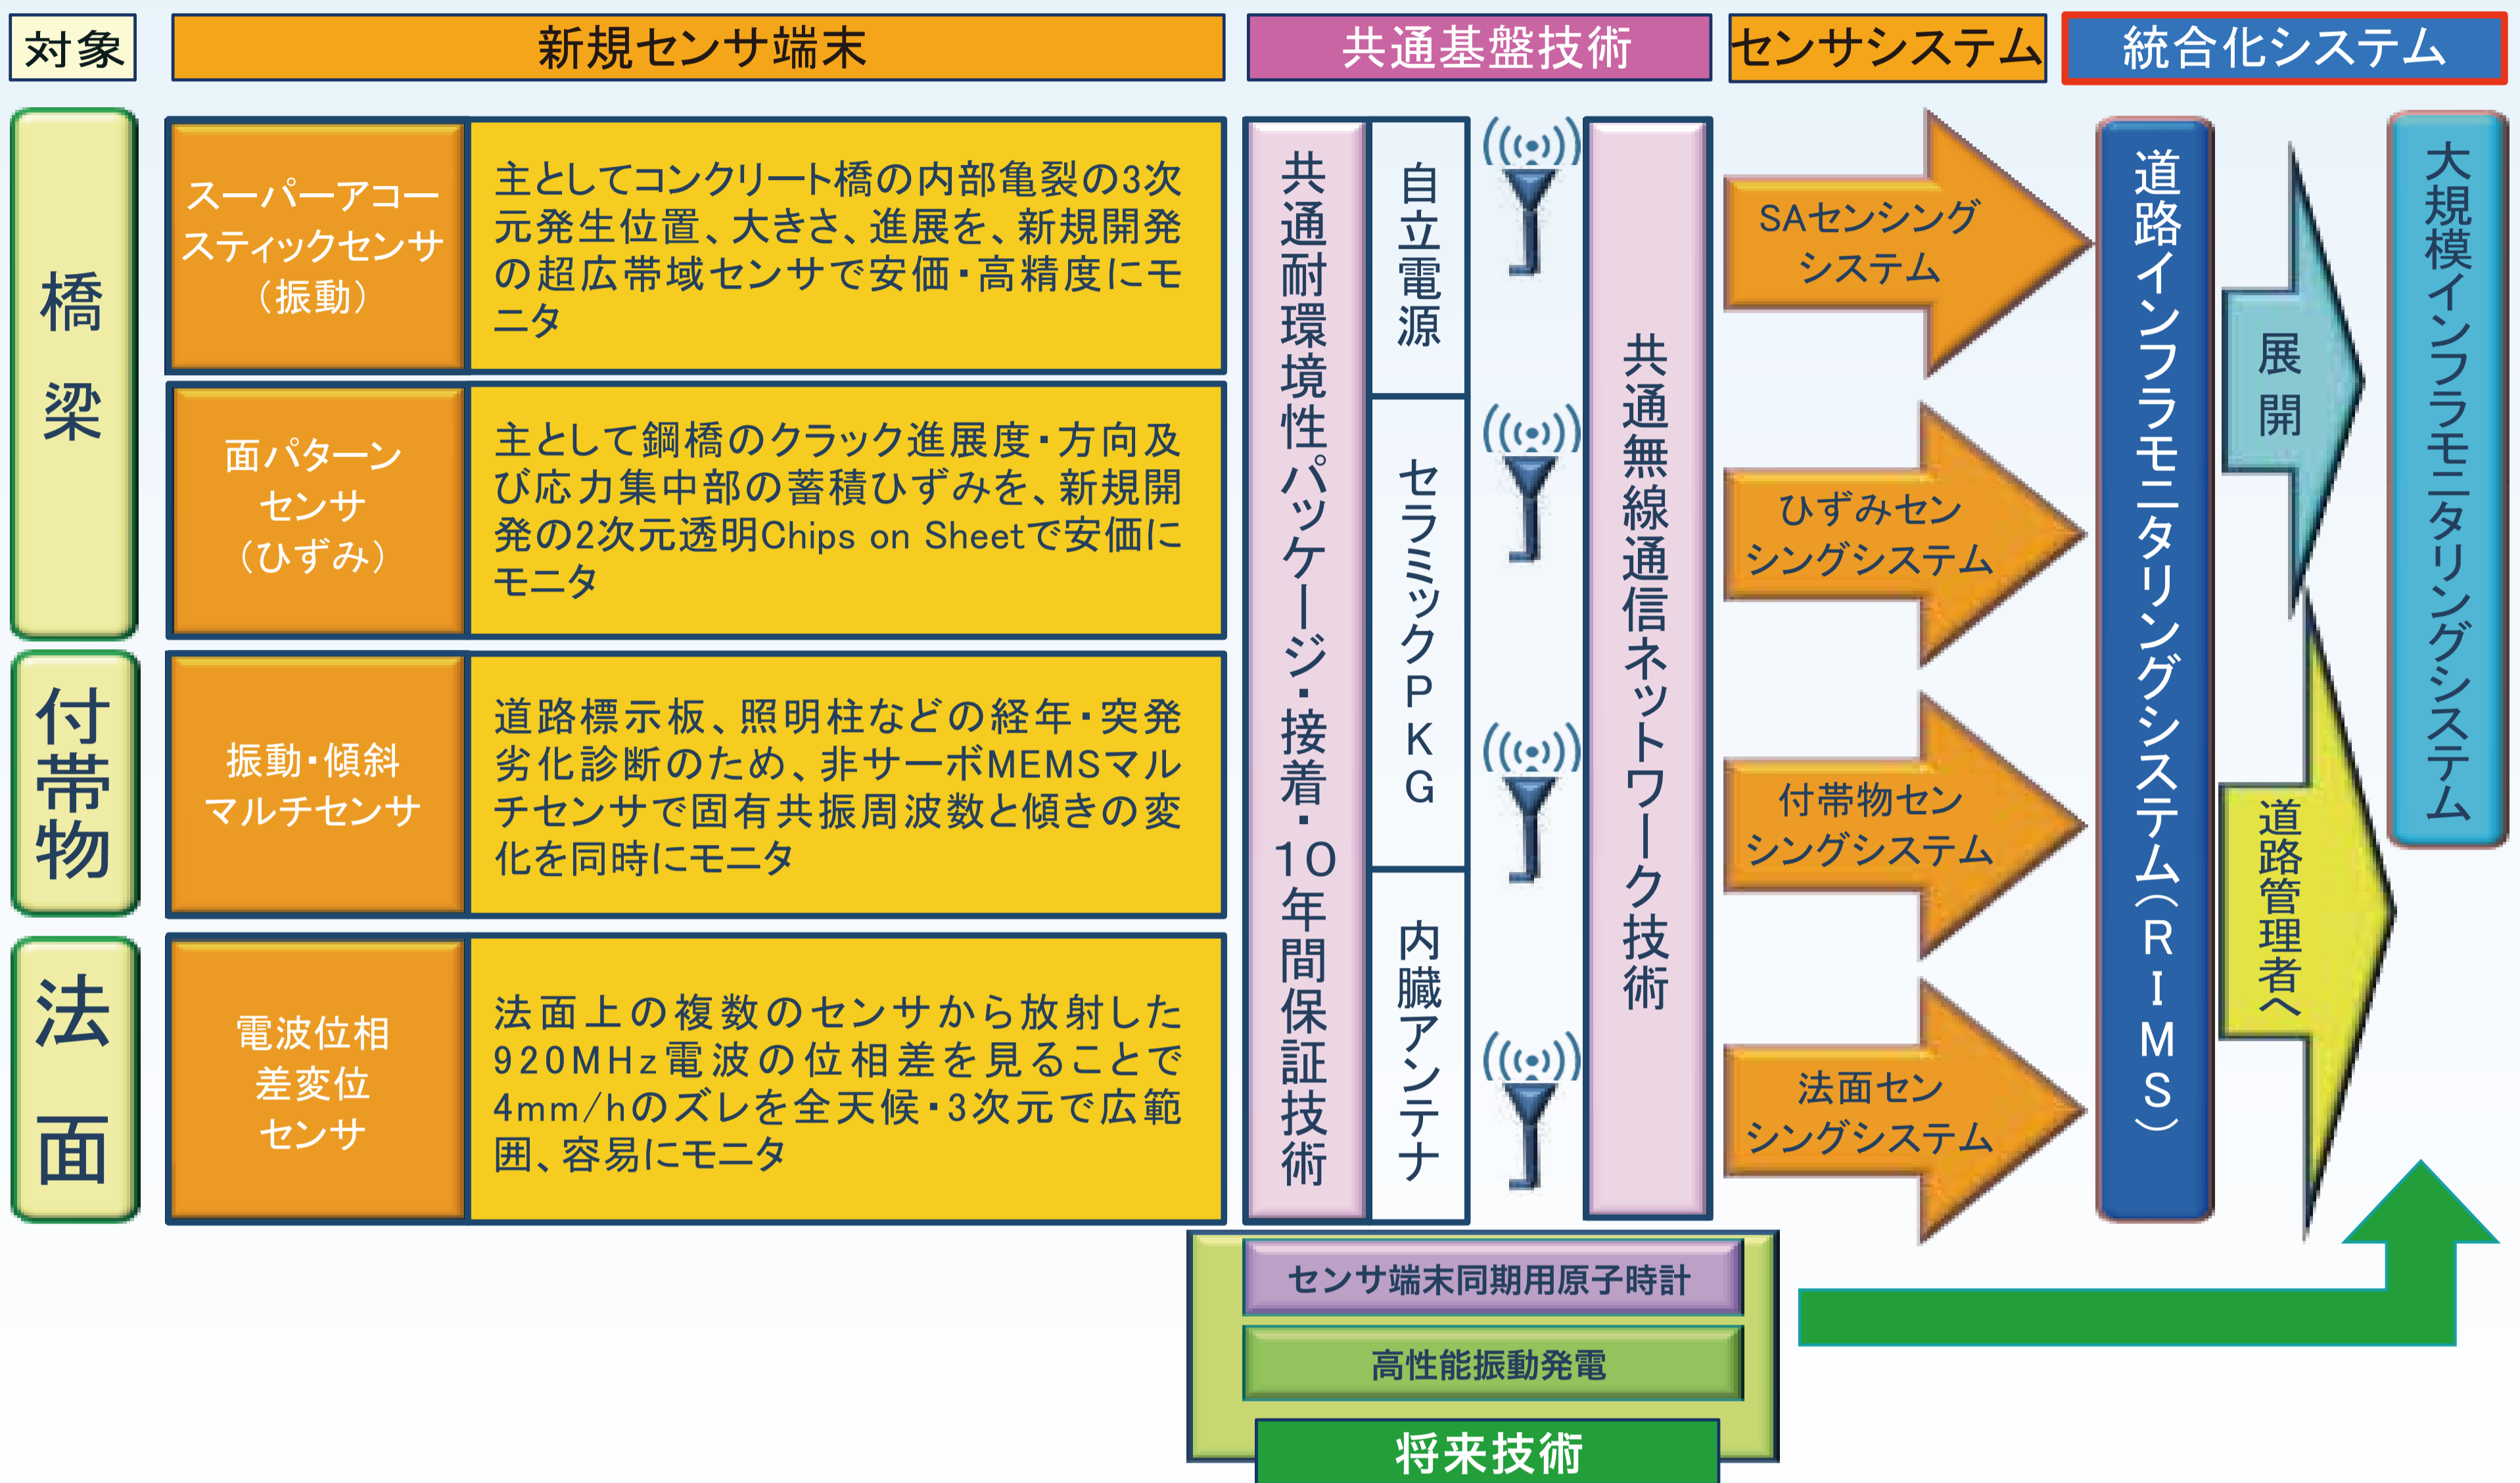 対象
新規センサ端末
共通基盤技術
センサシステム
統合化システム
橋梁
スーパーアコー
スティックセンサ
（振動）
主としてコンクリート橋の内部亀裂の3次
元発生位置、大きさ、進展を、新規開発
の超広帯域センサで安価・高精度にモ
ニタ
面パターン
センサ
（ひずみ）
主として鋼橋のクラック進展度・方向及
び応力集中部の蓄積ひずみを、新規開
発の2次元透明Chips on Sheetで安価に
モニタ
付帯物
振動・傾斜
マルチセンサ
道路標示板、照明柱などの経年・突発
劣化診断のため、非サーボMEMSマル
チセンサで固有共振周波数と傾きの変
化を同時にモニタ
法面
電波位相
差変位
センサ
法面上の複数のセンサから放射した
920MHz電波の位相差を見ることで
4mm/hのズレを全天候・3次元で広範
囲、容易にモニタ
共通耐環境性パッケージ・接着・10年間保証技術
自立電源
セラミックPKG
内臓アンテナ
共通無線通信ネットワーク技術
SAセンシング
システム
ひずみセン
シングシステム
付帯物セン
シングシステム
法面セン
シングシステム
道路インフラモニタリングシステム（RIMS）
展開
道路管理者へ
大規模インフラモニタリングシステム
センサ端末同期用原子時計
高性能振動発電
将来技術